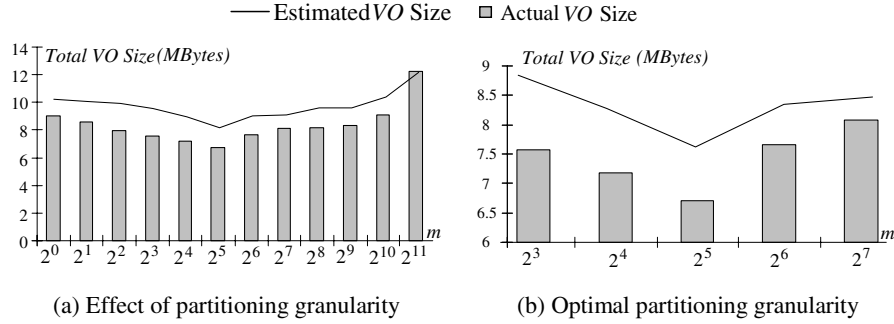 Estimated VO Size Actual VO Size
Total VO Size(MBytes)
14
12
10
8
6
4
2
0
2^0 2^1 2^2 2^3 2^4 2^5 2^6 2^7 2^8 2^9 2^10 2^11
m
(a) Effect of partitioning granularity
Total VO Size (MBytes)
9
8.5
8
7.5
7
6.5
6
2^3 2^4 2^5 2^6 2^7
m
(b) Optimal partitioning granularity